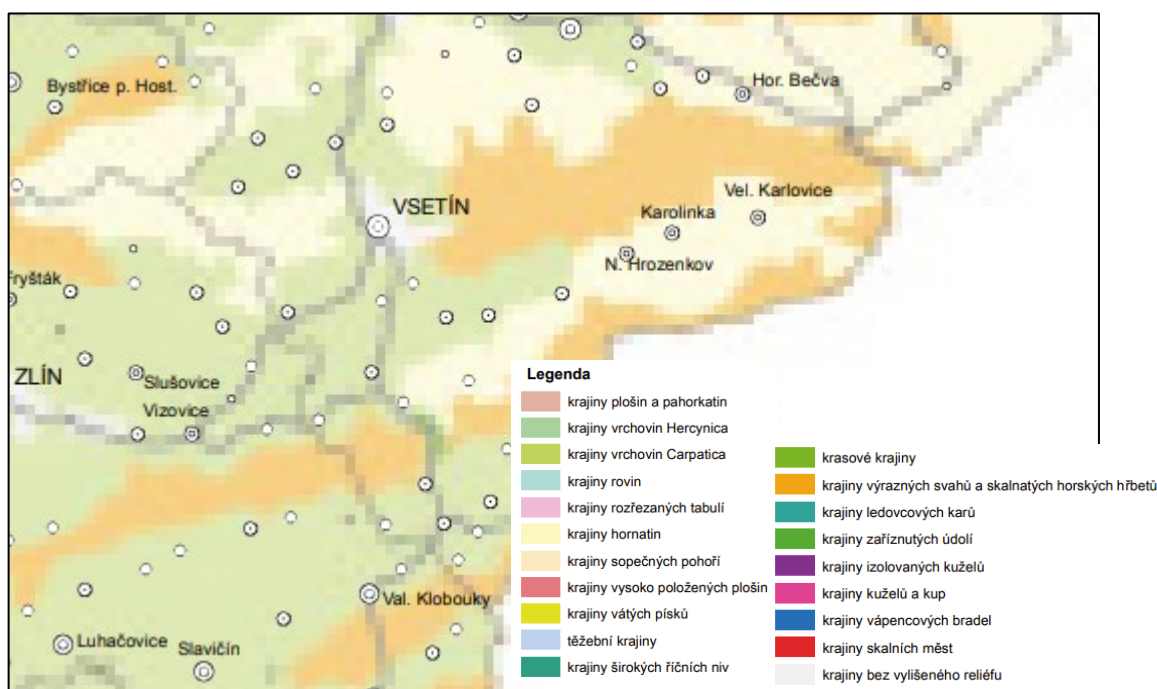 Bystřice p. Host.
Hor. Bečva
VSETÍN
Vel. Karlovice
Karolinka
N. Hrozenkov
Fryšták
ZLÍN
Slušovice
Vizovice
Val. Klobouky
Luhačovice
Slavičín
Legenda
krajiny plošin a pahorkatin
krajiny vrchovin Hercynica
krajiny vrchovin Carpatica
krajiny rovin
krajiny rozřezaných tabulí
krajiny hornatin
krajiny sopečných pohoří
krajiny vysoko položených plošin
krajiny vátých písků
těžební krajiny
krajiny širokých říčních niv
krasové krajiny
krajiny výrazných svahů a skalnatých horských hřbetů
krajiny ledovcových karů
krajiny zaříznutých údolí
krajiny izolovaných kuželů
krajiny kuželů a kup
krajiny vápencových bradel
krajiny skalních měst
krajiny bez vylišeného reliéfu